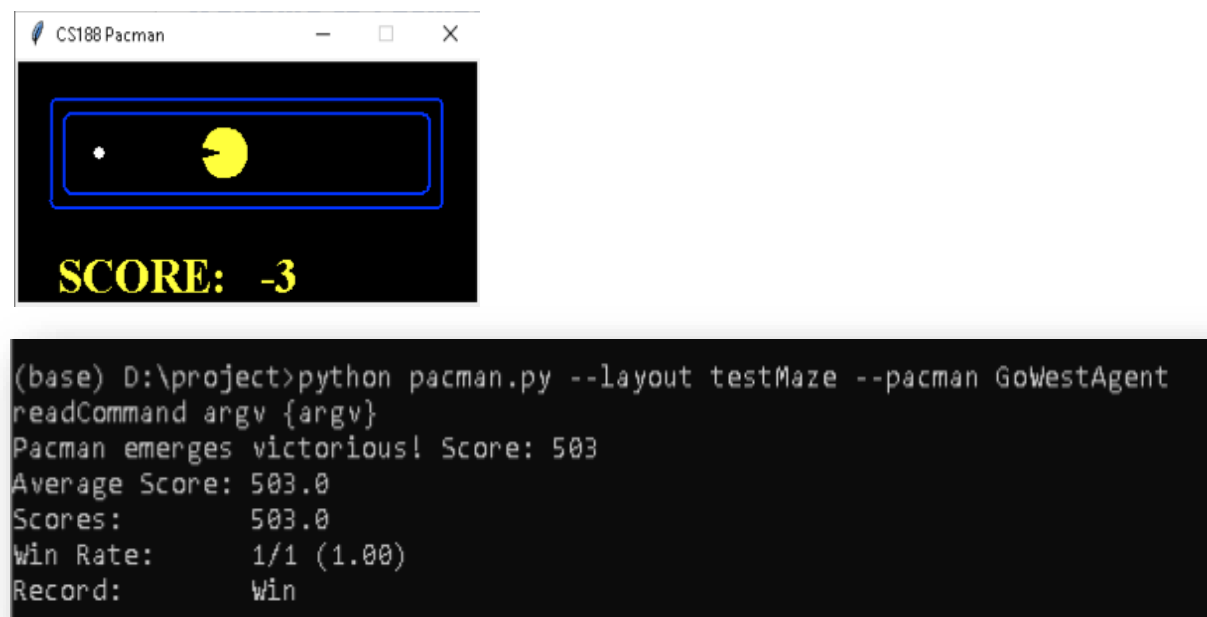 CS188 Pacman
SCORE: -3
(base) D:\project>python pacman.py --layout testMaze --pacman GoWestAgent
readCommand argv {argv}
Pacman emerges victorious! Score: 503
Average Score: 503.0
Scores:        503.0
Win Rate:      1/1 (1.00)
Record:        Win